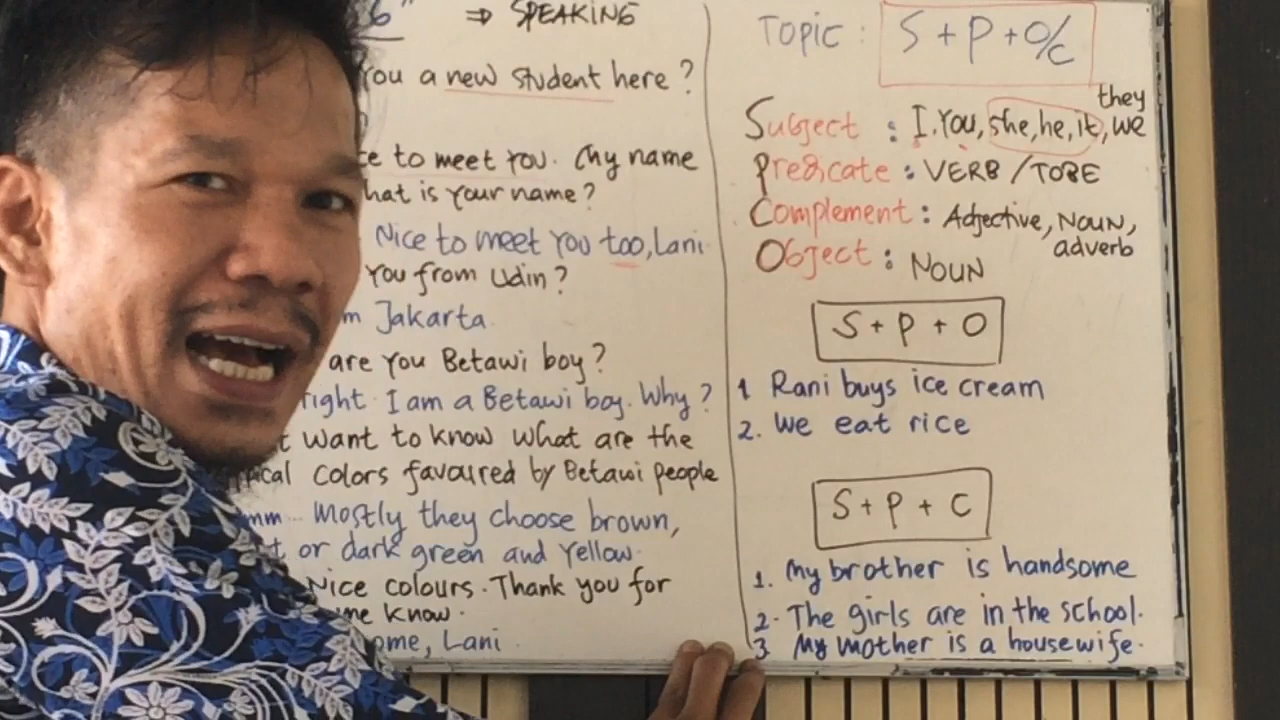 6" ⇒ SPEAKING
You a new student here?
to meet you. My name
hat is your name?
Nice to meet you too, Lani
you from Udin?
m Jakarta.
are you Betawi boy?
right. I am a Betawi boy. Why?
t want to know what are the
pical colors favoured by Betawi people
mm... Mostly they choose brown,
t or dark green and yellow.
Nice colours. Thank you for
me know.
ome, Lani.
TOPIC: S + P + O/C
they
Subject : I, You, she, he, it, we
Predicate : VERB / TOBE
Complement : Adjective, NOUN,
adverb
Object : NOUN
S + P + O
1 Rani buys ice cream
2. We eat rice
S + P + C
1. My brother is handsome
2. The girls are in the school.
3 My mother is a housewife.